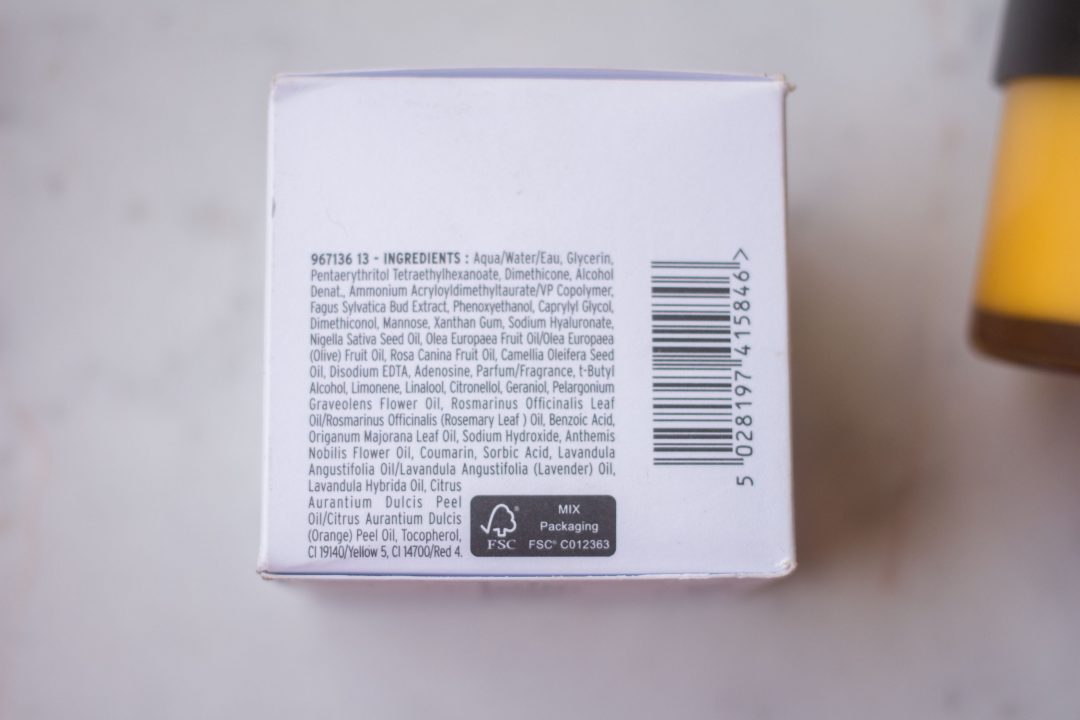 967136 13 - INGREDIENTS : Aqua/Water/Eau, Glycerin,
Pentaerythritol Tetraethylhexanoate, Dimethicone, Alcohol
Denat., Ammonium Acryloyldimethyltaurate/VP Copolymer,
Fagus Sylvatica Bud Extract, Phenoxyethanol, Caprylyl Glycol,
Dimethiconol, Mannose, Xanthan Gum, Sodium Hyaluronate,
Nigella Sativa Seed Oil, Olea Europaea Fruit Oil/Olea Europaea
(Olive) Fruit Oil, Rosa Canina Fruit Oil, Camellia Oleifera Seed
Oil, Disodium EDTA, Adenosine, Parfum/Fragrance, t-Butyl
Alcohol, Limonene, Linalool, Citronellol, Geraniol, Pelargonium
Graveolens Flower Oil, Rosmarinus Officinalis Leaf
Oil/Rosmarinus Officinalis (Rosemary Leaf ) Oil, Benzoic Acid,
Origanum Majorana Leaf Oil, Sodium Hydroxide, Anthemis
Nobilis Flower Oil, Coumarin, Sorbic Acid, Lavandula
Angustifolia Oil/Lavandula Angustifolia (Lavender) Oil,
Lavandula Hybrida Oil, Citrus
Aurantium Dulcis Peel
Oil/Citrus Aurantium Dulcis
(Orange) Peel Oil, Tocopherol,
CI 19140/Yellow 5, CI 14700/Red 4.
FSC®
MIX
Packaging
FSC® C012363
5 028197 415846 >